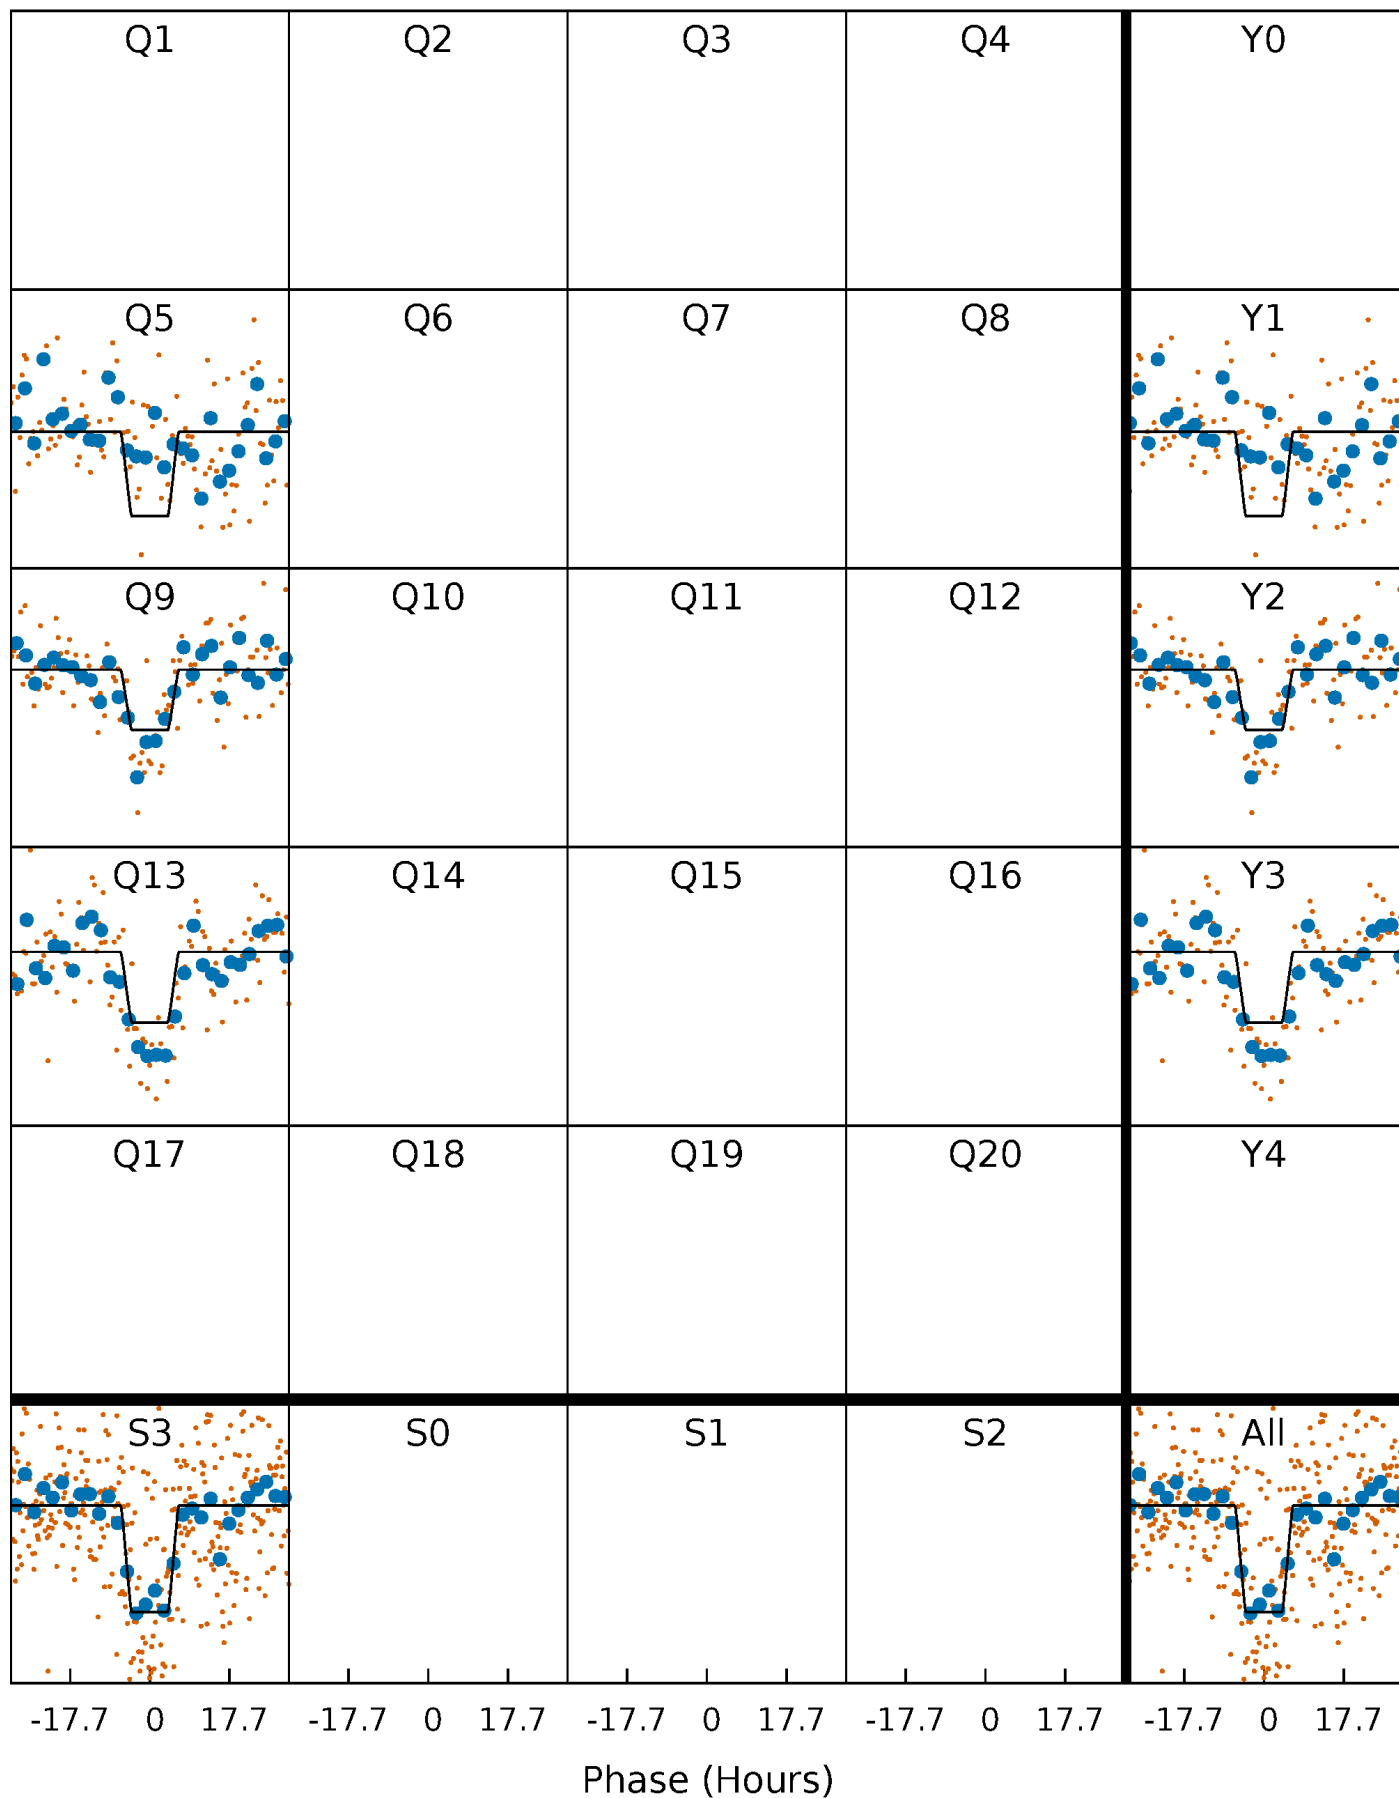 Q1 Q2 Q3 Q4 Y0
Q5 Q6 Q7 Q8 Y1
Q9 Q10 Q11 Q12 Y2
Q13 Q14 Q15 Q16 Y3
Q17 Q18 Q19 Q20 Y4
S3 S0 S1 S2 All
-17.7 0 17.7 -17.7 0 17.7 -17.7 0 17.7 -17.7 0 17.7 -17.7 0 17.7
Phase (Hours)